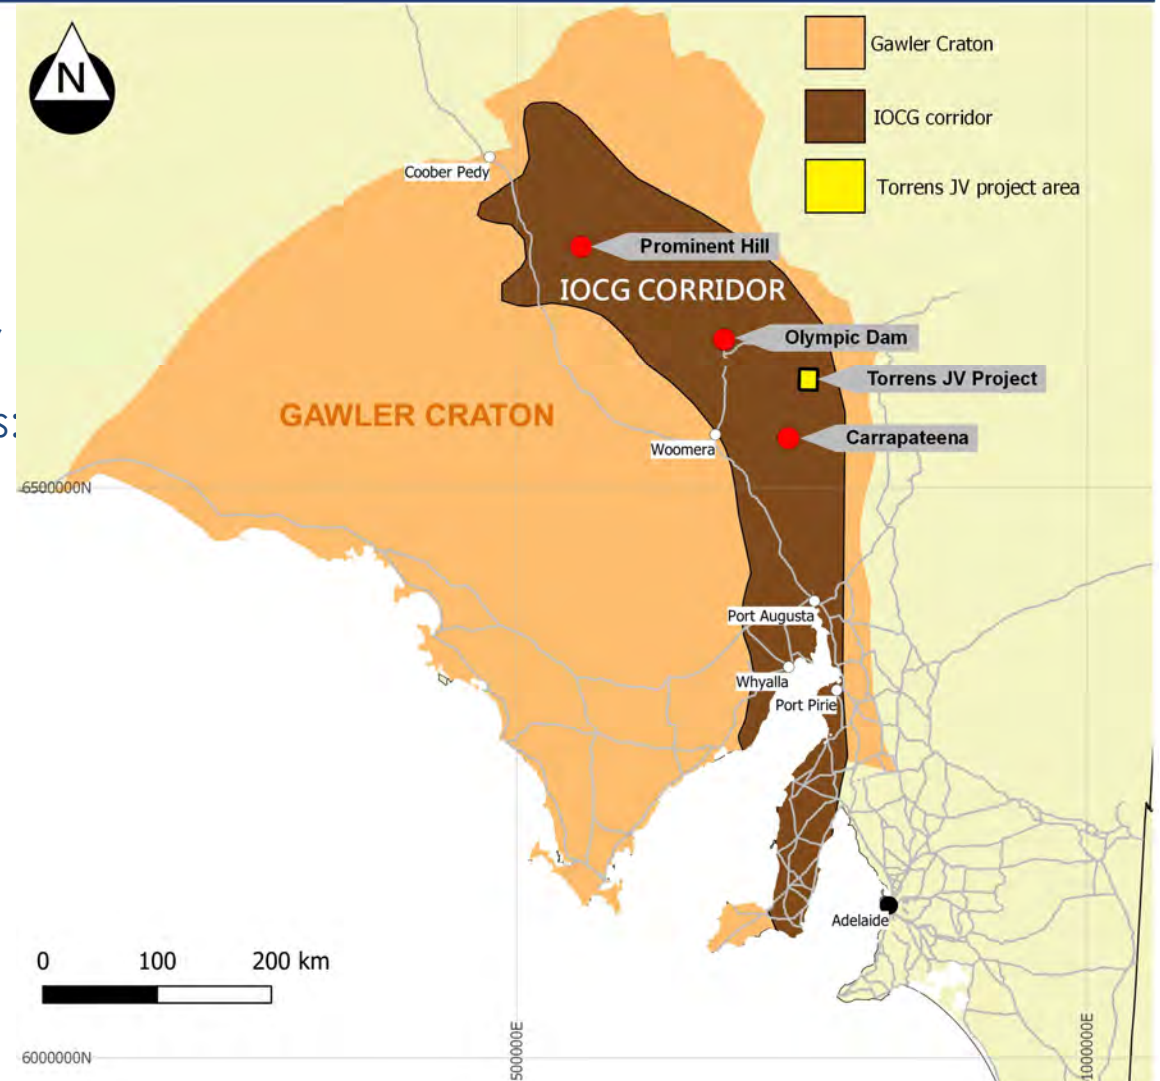 N
Gawler Craton
IOCG corridor
Torrens JV project area
Coober Pedy
Prominent Hill
IOCG CORRIDOR
Olympic Dam
Torrens JV Project
GAWLER CRATON
s:
Carrapateena
Woomera
6500000N
Port Augusta
Whyalla
Port Pirie
Adelaide
0 100 200 km
6000000N
500000E
1000000E